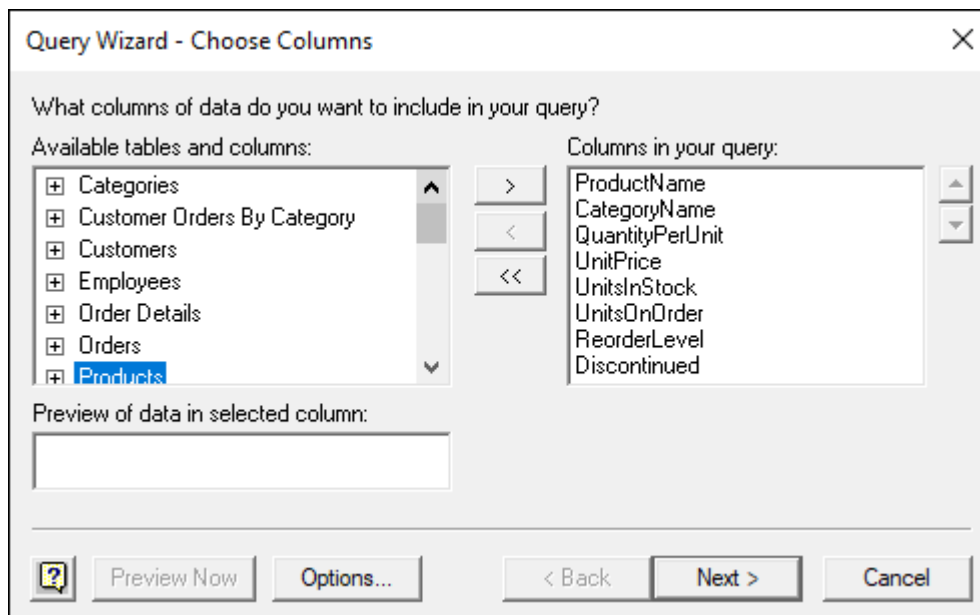 Query Wizard - Choose Columns
What columns of data do you want to include in your query?
Available tables and columns:
Categories
Customer Orders By Category
Customers
Employees
Order Details
Orders
Products
>
<
<<
Columns in your query:
ProductName
CategoryName
QuantityPerUnit
UnitPrice
UnitsInStock
UnitsOnOrder
ReorderLevel
Discontinued
Preview of data in selected column:
?
Preview Now
Options...
< Back
Next >
Cancel